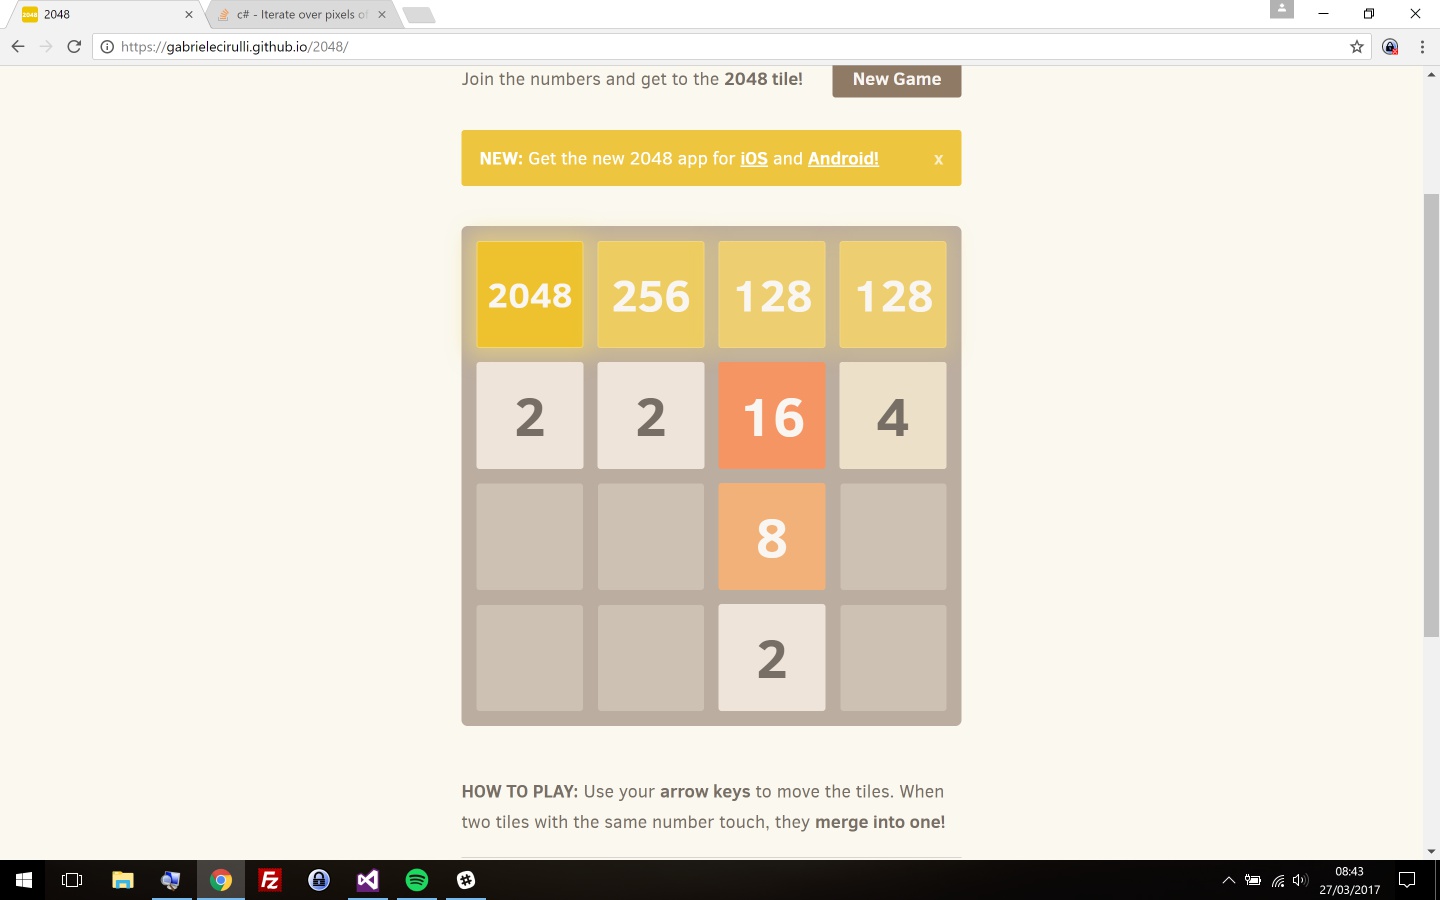 2048
c# - Iterate over pixels of
https://gabrielecirulli.github.io/2048/
Join the numbers and get to the 2048 tile!
New Game
NEW: Get the new 2048 app for iOS and Android!
x
2048 256 128 128
2 2 16 4
8
2
HOW TO PLAY: Use your arrow keys to move the tiles. When
two tiles with the same number touch, they merge into one!
08:43
27/03/2017